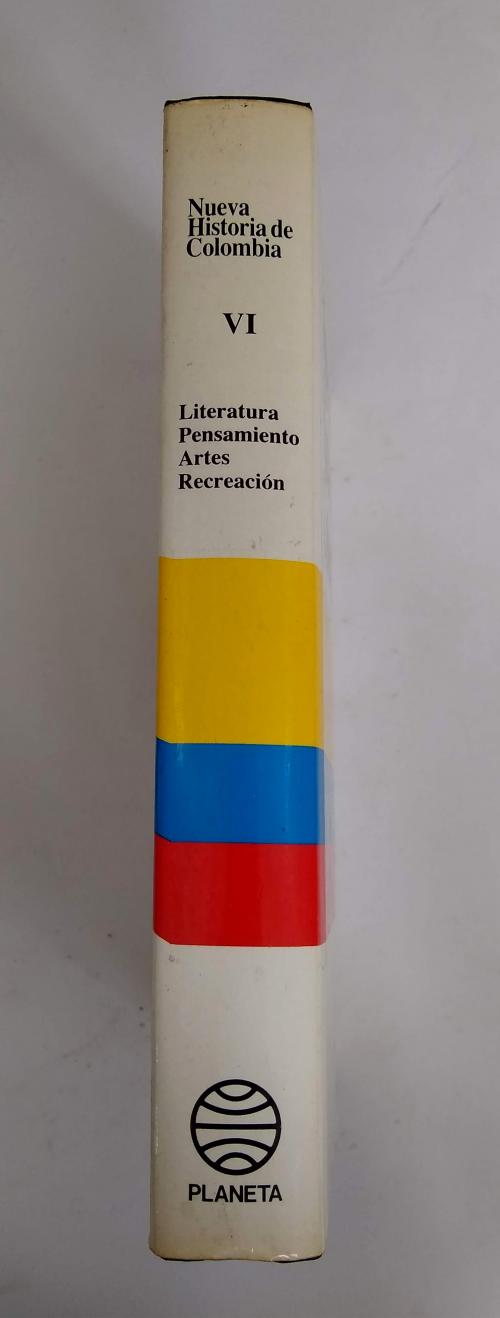 Nueva
Historia de
Colombia
VI
Literatura
Pensamiento
Artes
Recreación
PLANETA